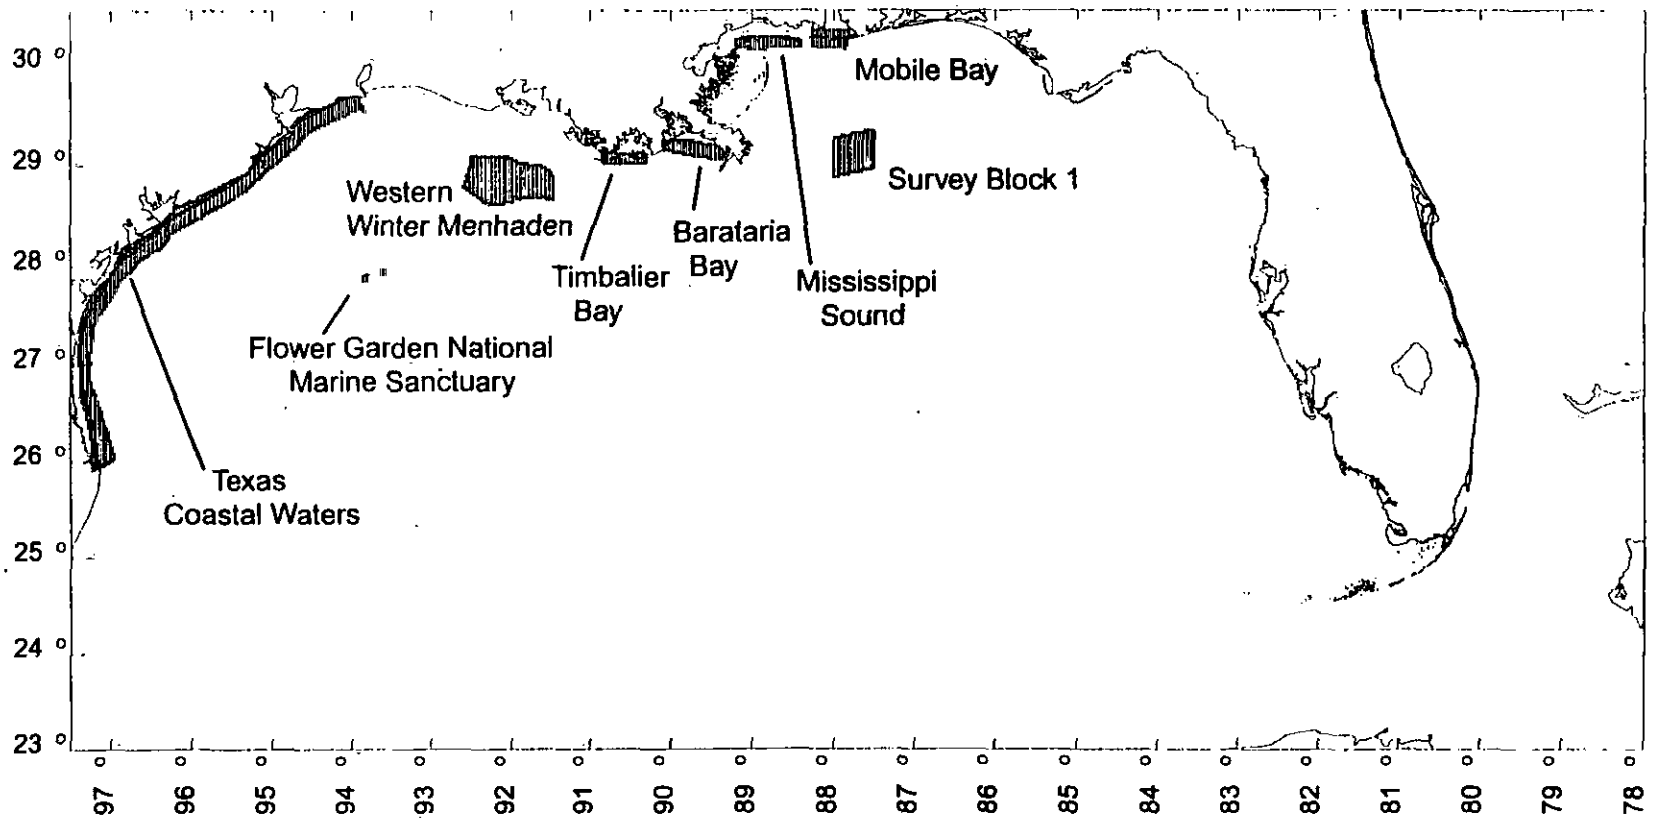 30 °
Mobile Bay
29 °
Survey Block 1
Western
Winter Menhaden
Barataria
Bay
28 °
Timbalier
Bay
Mississippi
Sound
27 °
Flower Garden National
Marine Sanctuary
26 °
Texas
Coastal Waters
25 °
24 °
23 °
97 °
96 °
95 °
94 °
93 °
92 °
91 °
90 °
89 °
88 °
87 °
86 °
85 °
84 °
83 °
82 °
81 °
80 °
79 °
78 °